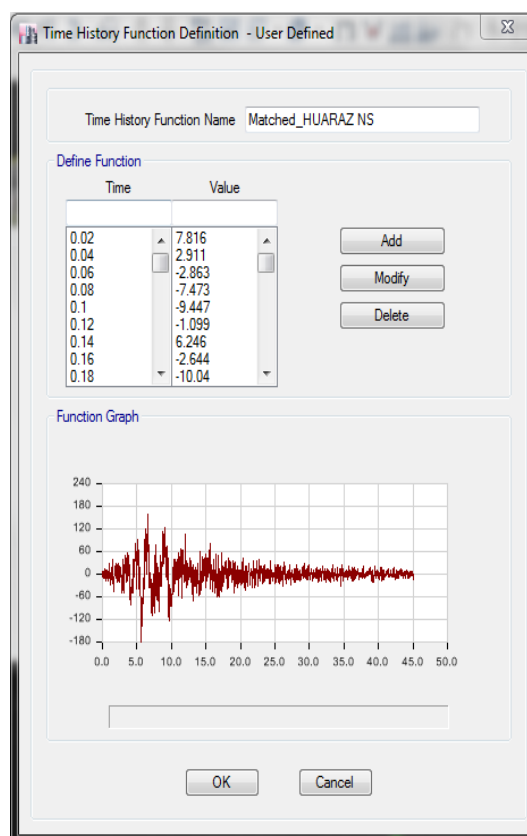 Time History Function Definition - User Defined
Time History Function Name Matched_HUARAZ NS
Define Function
Time Value
0.02 7.816
0.04 2.911
0.06 -2.863
0.08 -7.473
0.1 -9.447
0.12 -1.099
0.14 6.246
0.16 -2.644
0.18 -10.04
Add
Modify
Delete
Function Graph
240
180
120
60
0
-60
-120
-180
0.0 5.0 10.0 15.0 20.0 25.0 30.0 35.0 40.0 45.0 50.0
OK Cancel